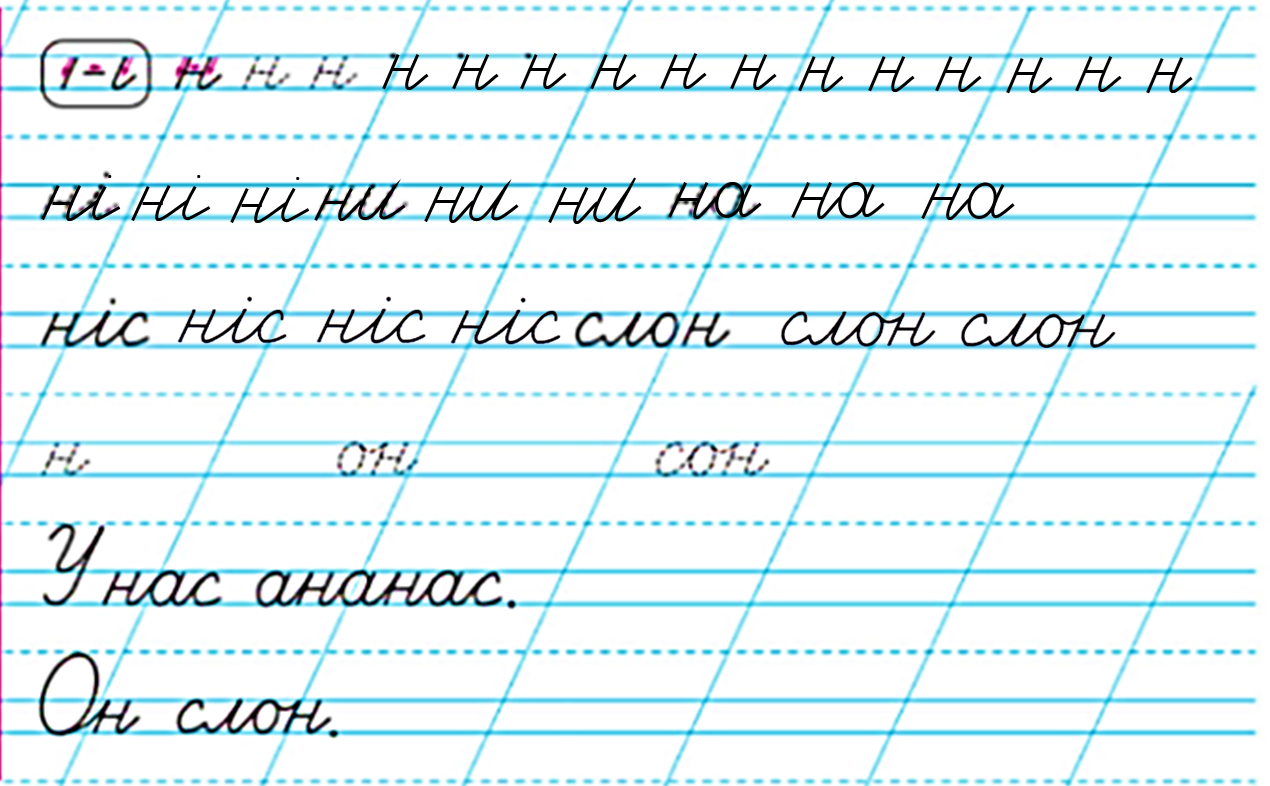 н н н н н н н н н н н н н н н
ні ні ні ни ни ни на на на
ніс ніс ніс ніс слон слон слон
н он сон
У нас ананас.
Он слон.